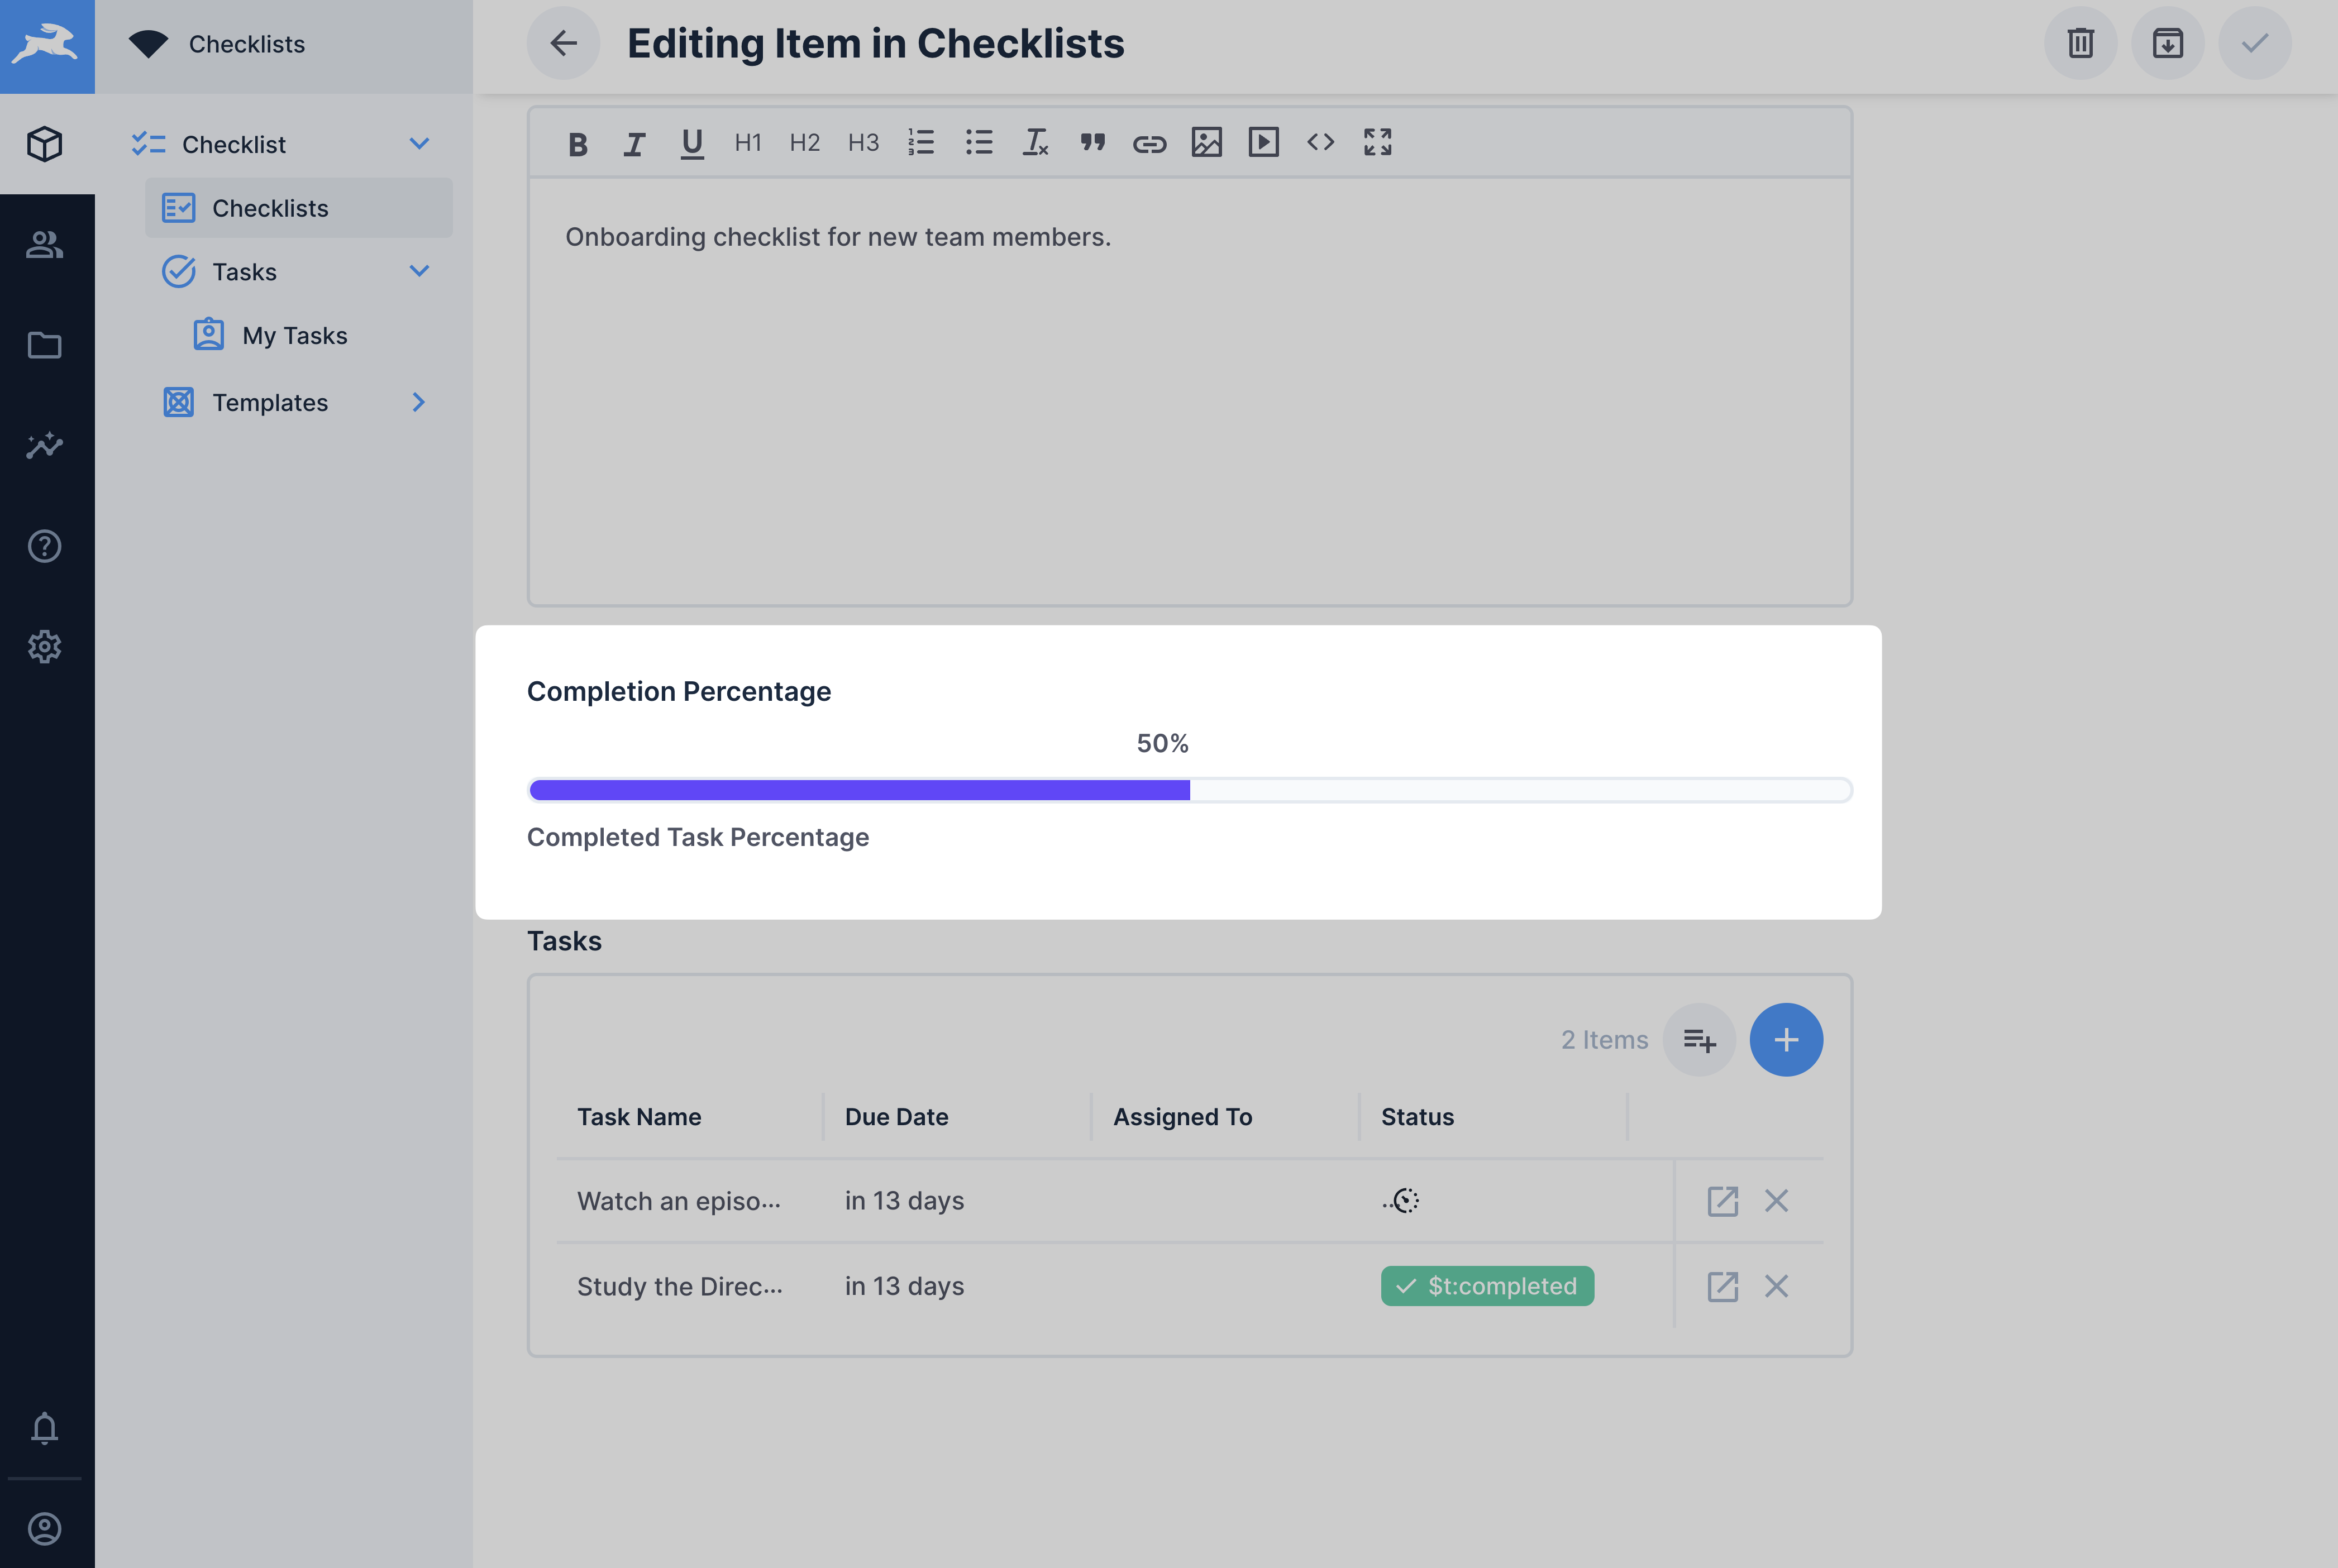 Checklists
Editing Item in Checklists
Checklist
Checklists
Tasks
My Tasks
Templates
H1 H2 H3
Onboarding checklist for new team members.
Completion Percentage
50%
Completed Task Percentage
Tasks
2 Items
Task Name Due Date Assigned To Status
Watch an episo... in 13 days ..
Study the Direc... in 13 days $t:completed